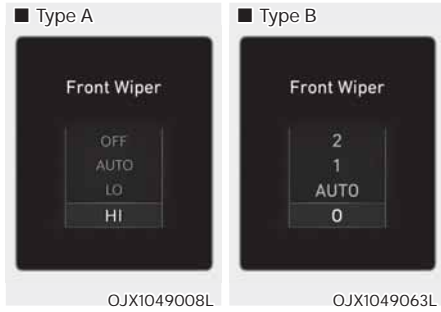 ■ Type A
Front Wiper
OFF
AUTO
LO
HI
OJX1049008L
■ Type B
Front Wiper
2
1
AUTO
0
OJX1049063L